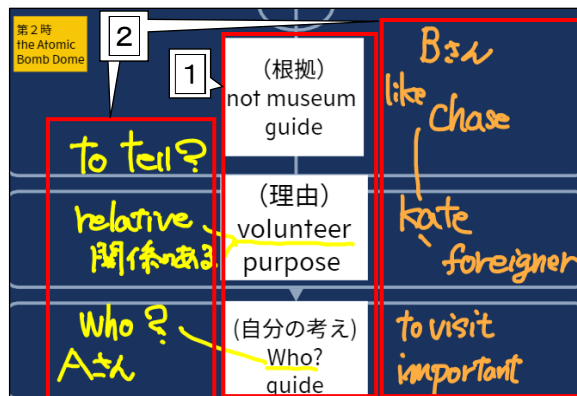 第2時
the Atomic
Bomb Dome
2
1
(根拠)
not museum
guide
(理由)
volunteer
purpose
(自分の考え)
Who?
guide
to tell?
relative
関係のある
Who?
Aさん
Bさん
like
chase
kate
foreigner
to visit
important